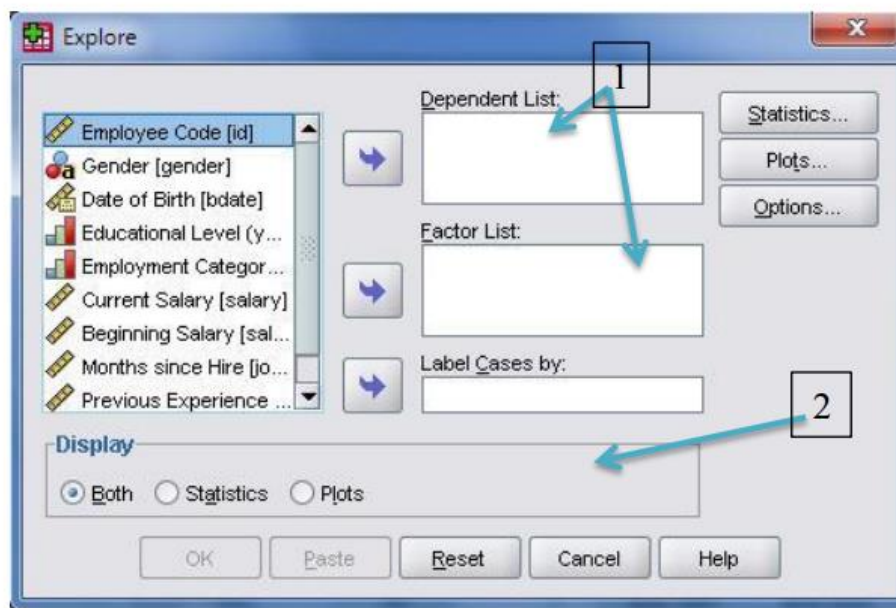 Explore
1
Dependent List:
Statistics...
Employee Code [id]
Gender [gender]
Plots...
Date of Birth [bdate]
Options...
Educational Level (y...
Factor List:
Employment Categor...
Current Salary [salary]
Beginning Salary [sal...
Months since Hire [jo...
Label Cases by:
Previous Experience ...
2
Display
Both Statistics Plots
OK Paste Reset Cancel Help